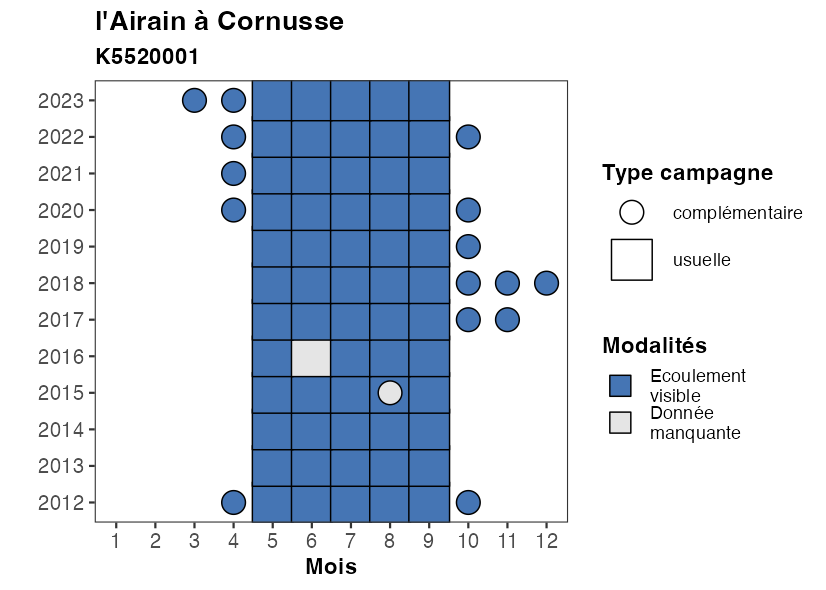 l'Airain à Cornusse
K5520001
2023
2022
2021
2020
2019
2018
2017
2016
2015
2014
2013
2012
1 2 3 4 5 6 7 8 9 10 11 12
Mois
Type campagne
complémentaire
usuelle
Modalités
Ecoulement
visible
Donnée
manquante